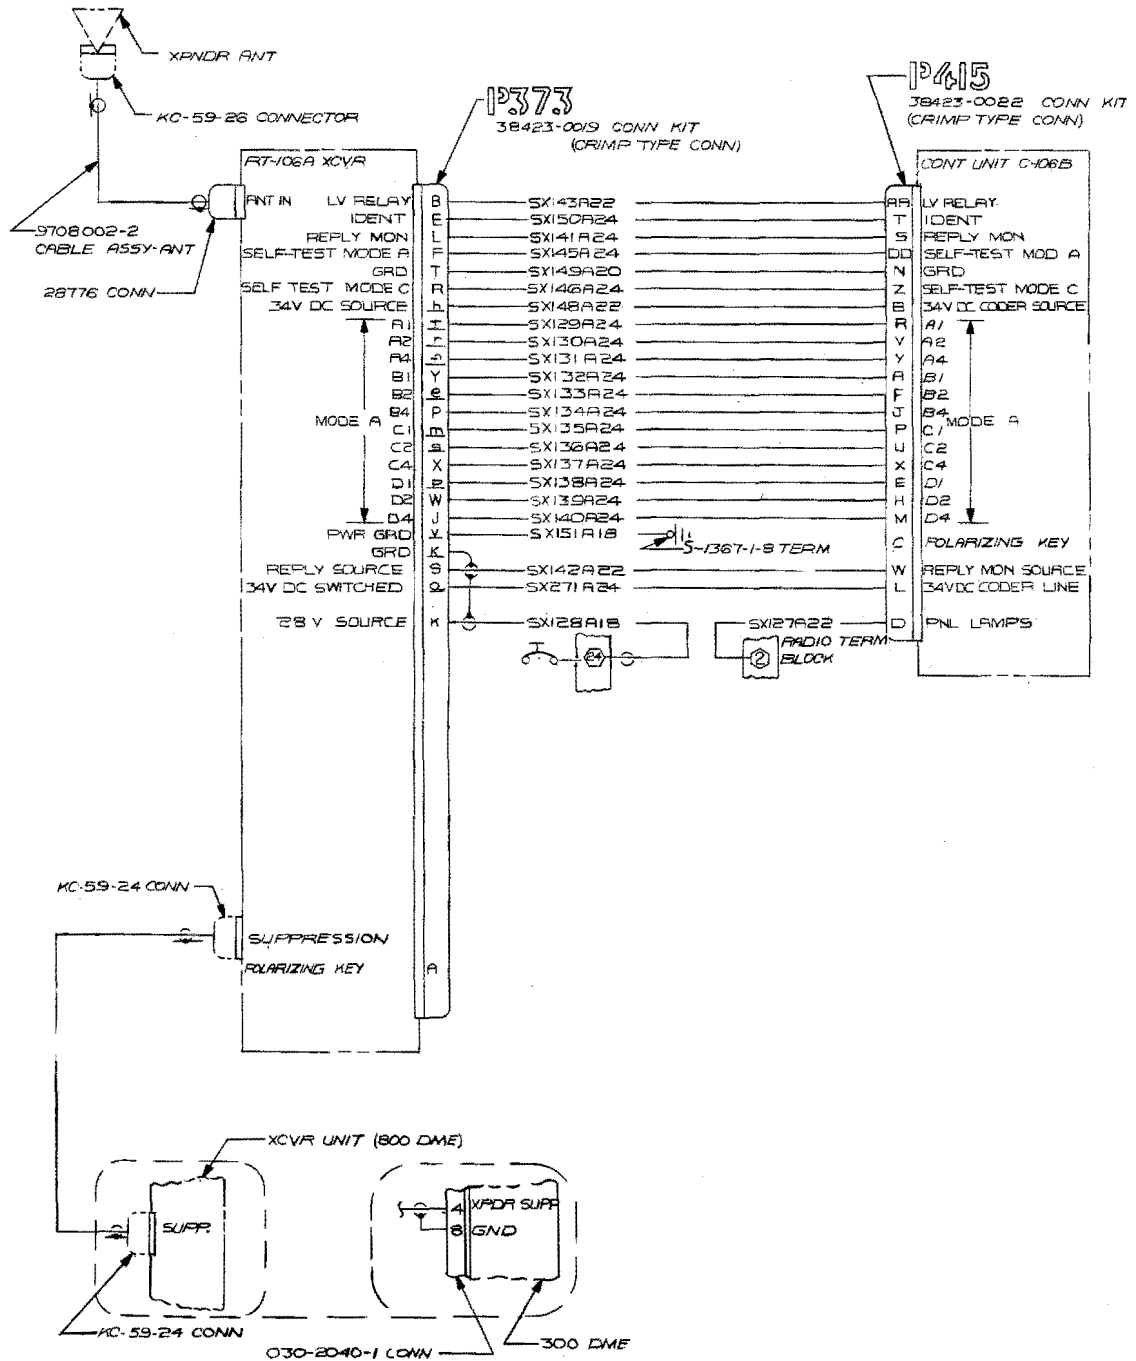 XPNDR ANT
KC-59-26 CONNECTOR
P373
38423-0019 CONN KIT
(CRIMP TYPE CONN)
P415
38423-0022 CONN KIT
(CRIMP TYPE CONN)
RT-106A XCVR
CONT UNIT C-106B
9708002-2
CABLE ASSY-ANT
28776 CONN
ANT IN LV RELAY B SX143A22 AA LV RELAY
IDENT E SX150A24 T IDENT
REPLY MON L SX141A24 S REPLY MON
SELF-TEST MODE A F SX145A24 DD SELF-TEST MOD A
GRD T SX149A20 N GRD
SELF TEST MODE C R SX146A24 Z SELF-TEST MODE C
34V DC SOURCE h SX148A22 B 34V DC CODER SOURCE
A1 SX129A24 R A1
A2 r SX130A24 V A2
A4 SX131A24 Y A4
B1 Y SX132A24 A B1
B2 e SX133A24 F B2
B4 P SX134A24 J B4
MODE A
MODE A
C1 m SX135A24 P C1
C2 s SX136A24 U C2
C4 X SX137A24 X C4
D1 p SX138A24 E D1
D2 W SX139A24 H D2
D4 J SX140A24 M D4
PWR GRD v SX151A18
S-1367-1-8 TERM
C POLARIZING KEY
GRD K
REPLY SOURCE S SX142A22 W REPLY MON SOURCE
34V DC SWITCHED SX271A24 L 34VDC CODER LINE
28 V SOURCE K SX128A18 SX127A22 D PNL LAMPS
24
2
RADIO TERM
BLOCK
KC-59-24 CONN
SUPPRESSION
POLARIZING KEY A
XCVR UNIT (800 DME)
SUPP.
4 XPDR SUPP
8 GND
KC-59-24 CONN
030-2040-1 CONN
300 DME